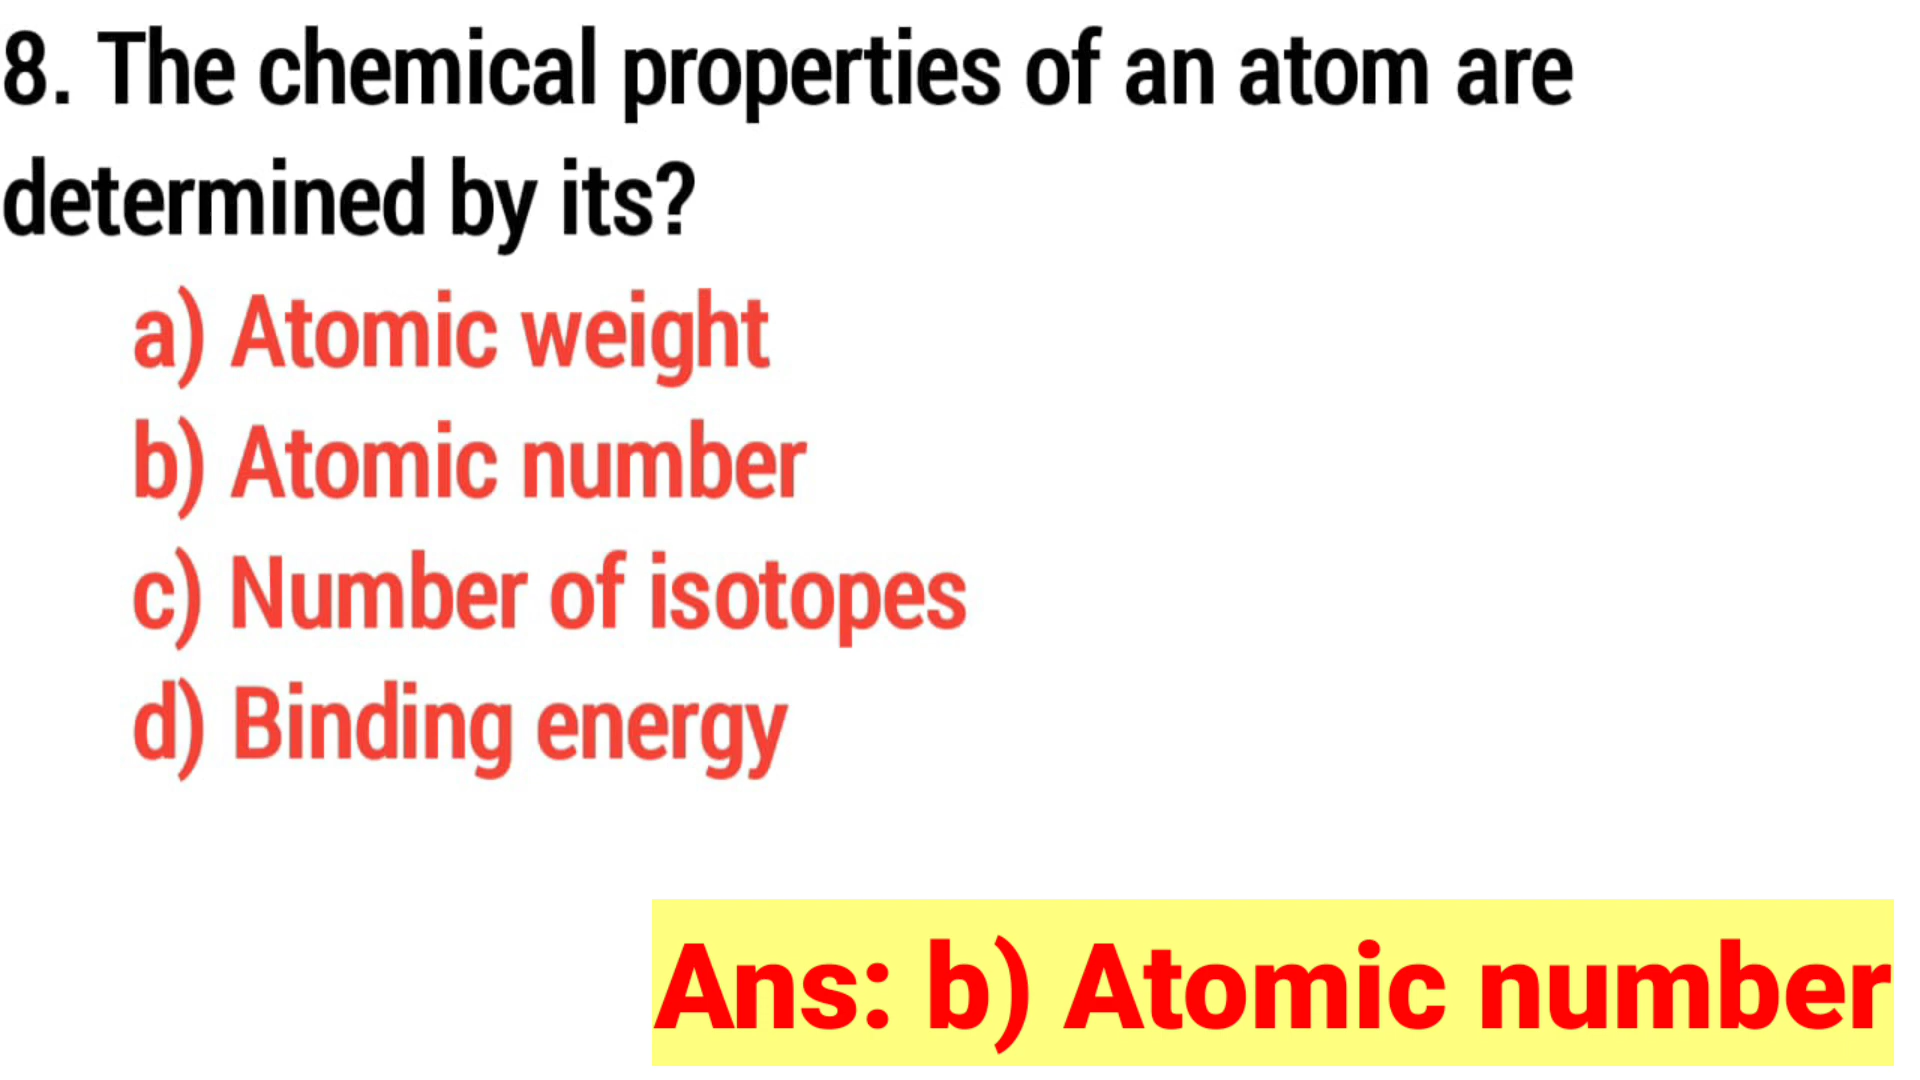 8. The chemical properties of an atom are
determined by its?
a) Atomic weight
b) Atomic number
c) Number of isotopes
d) Binding energy
Ans: b) Atomic number